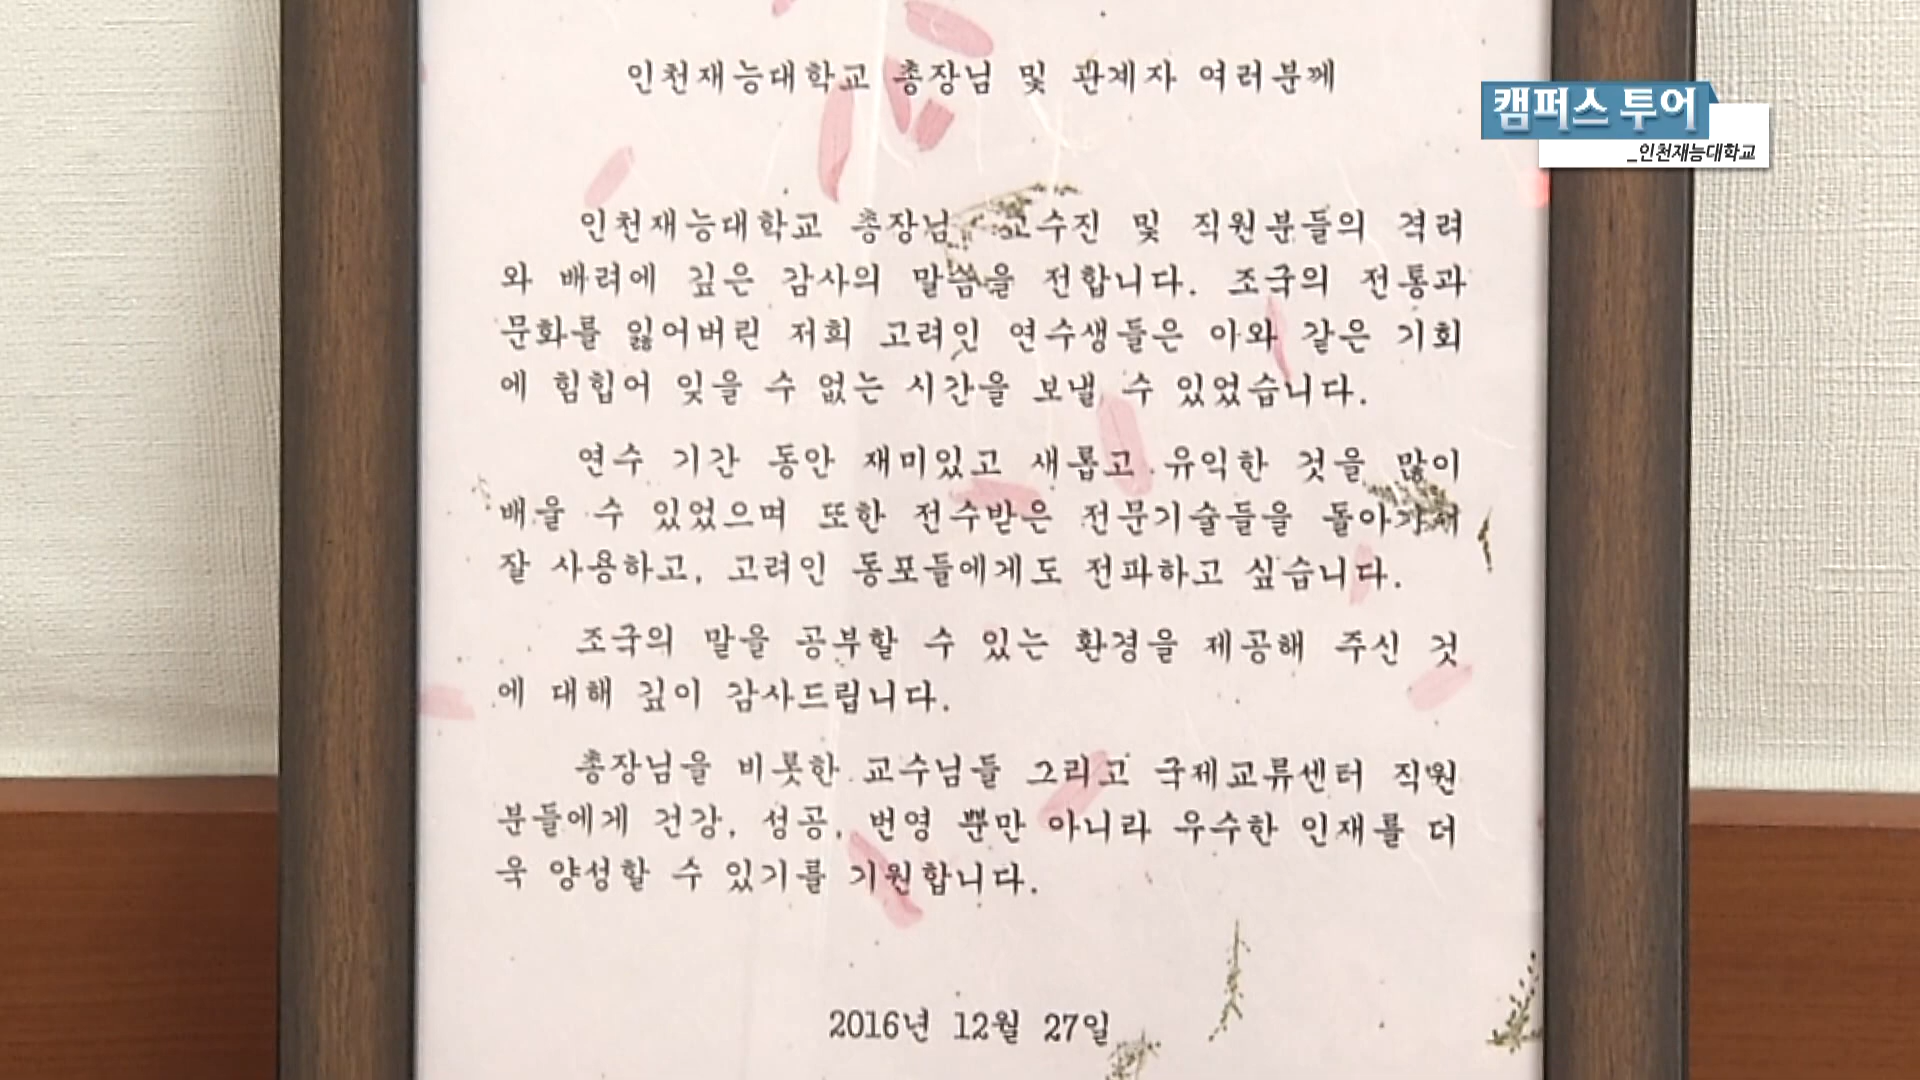 인천재능대학교 총장님 및 관계자 여러분께
캠퍼스 투어
_인천재능대학교
인천재능대학교 총장님, 교수진 및 직원분들의 격려
와 배려에 깊은 감사의 말씀을 전합니다. 조국의 전통과
문화를 잃어버린 저희 고려인 연수생들은 아와 같은 기회
에 힘힙어 잊을 수 없는 시간을 보낼 수 있었습니다.
연수 기간 동안 재미있고 새롭고 유익한 것을 많이
배울 수 있었으며 또한 전수받은 전문기술들을 돌아가서
잘 사용하고, 고려인 동포들에게도 전파하고 싶습니다.
조국의 말을 공부할 수 있는 환경을 제공해 주신 것
에 대해 깊이 감사드립니다.
총장님을 비롯한 교수님들 그리고 국제교류센터 직원
분들에게 건강, 성공, 번영 뿐만 아니라 우수한 인재를 더
욱 양성할 수 있기를 기원합니다.
2016년 12월 27일